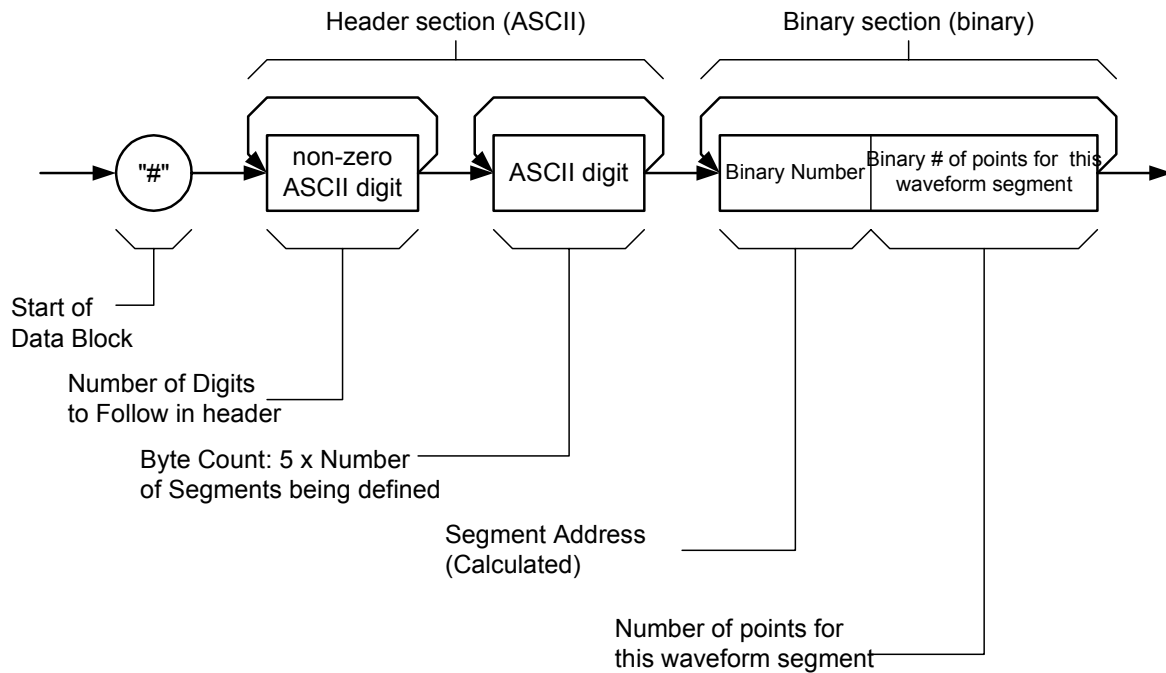 Header section (ASCII)
Binary section (binary)
"#"
non-zero
ASCII digit
ASCII digit
Binary Number
Binary # of points for this
waveform segment
Start of
Data Block
Number of Digits
to Follow in header
Byte Count: 5 x Number
of Segments being defined
Segment Address
(Calculated)
Number of points for
this waveform segment